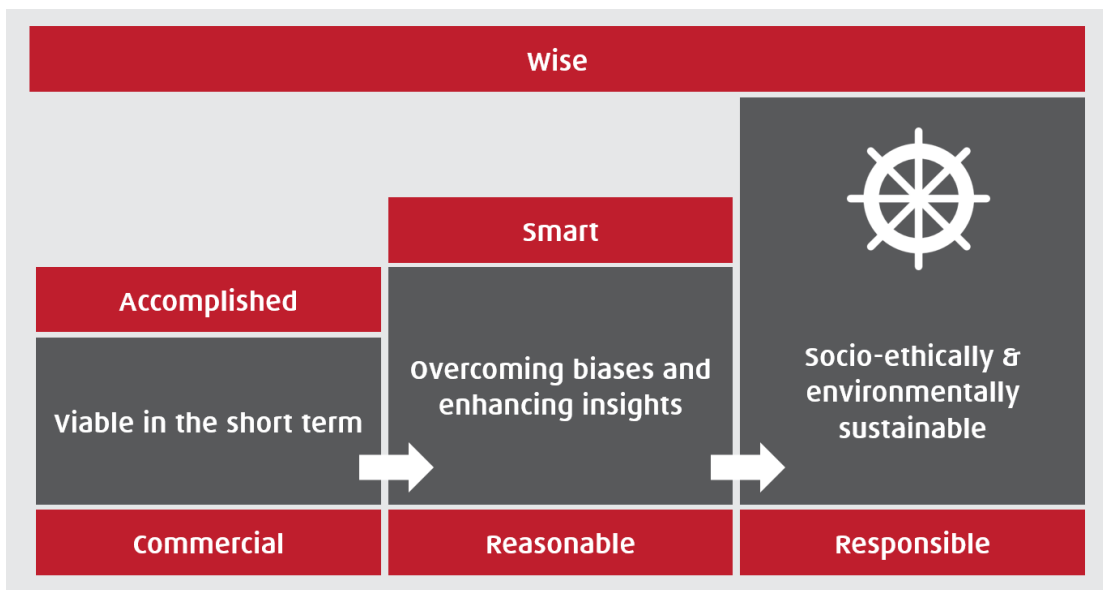 Wise
Smart
Accomplished
Viable in the short term
Overcoming biases and
enhancing insights
Socio-ethically &
environmentally
sustainable
Commercial
Reasonable
Responsible